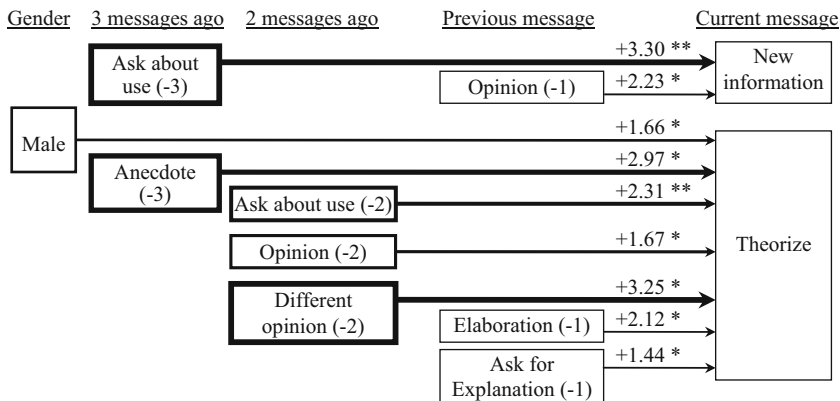 Gender 3 messages ago 2 messages ago Previous message Current message
Ask about
use (-3)
+3.30 **
New
information
Opinion (-1)
+2.23 *
Male
+1.66 *
Anecdote
(-3)
+2.97 *
Ask about use (-2)
+2.31 **
Opinion (-2)
+1.67 *
Theorize
Different
opinion (-2)
+3.25 *
Elaboration (-1)
+2.12 *
Ask for
Explanation (-1)
+1.44 *